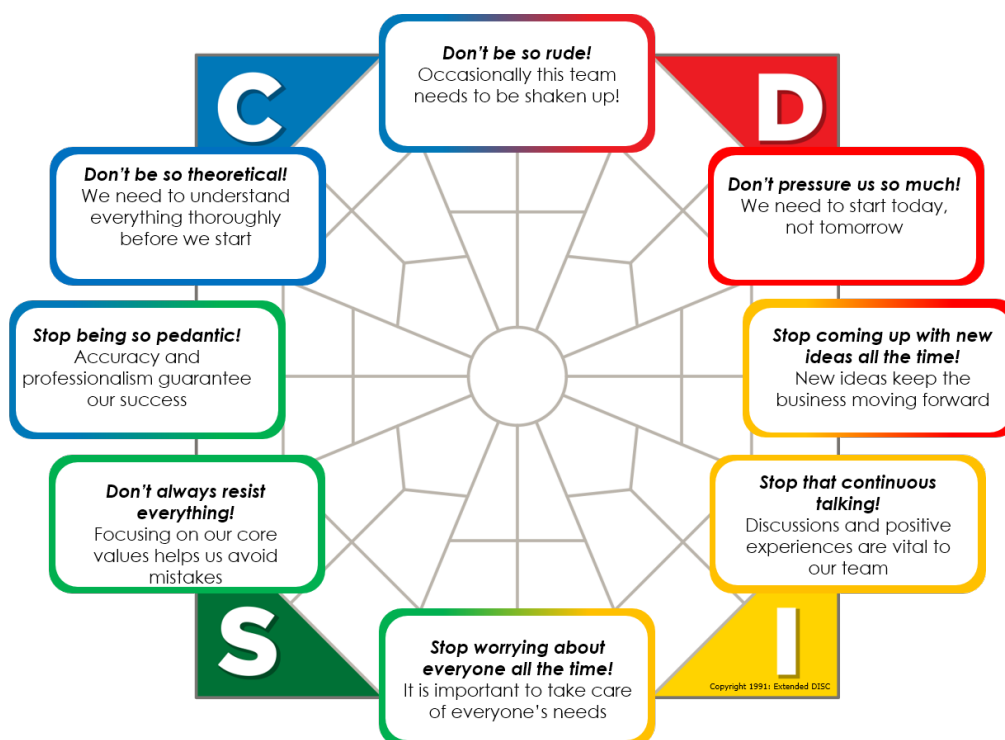 Don't be so rude!
Occasionally this team
needs to be shaken up!
C
D
Don't be so theoretical!
We need to understand
everything thoroughly
before we start
Don't pressure us so much!
We need to start today,
not tomorrow
Stop being so pedantic!
Accuracy and
professionalism guarantee
our success
Stop coming up with new
ideas all the time!
New ideas keep the
business moving forward
Don't always resist
everything!
Focusing on our core
values helps us avoid
mistakes
Stop that continuous
talking!
Discussions and positive
experiences are vital to
our team
S
I
Stop worrying about
everyone all the time!
It is important to take care
of everyone's needs
Copyright 1991: Extended DISC